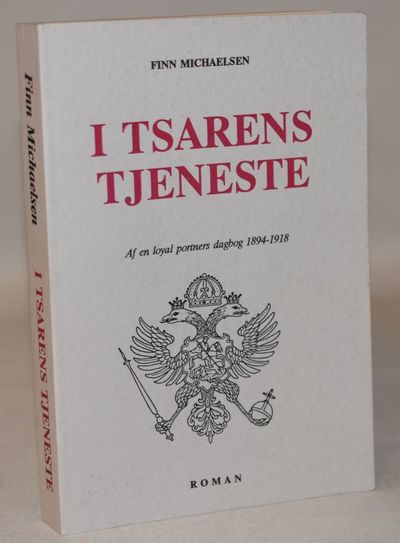 FINN MICHAELSEN
I TSARENS
TJENESTE
Af en loyal portners dagbog 1894-1918
ROMAN
Finn Michaelsen
I TSARENS TJENESTE